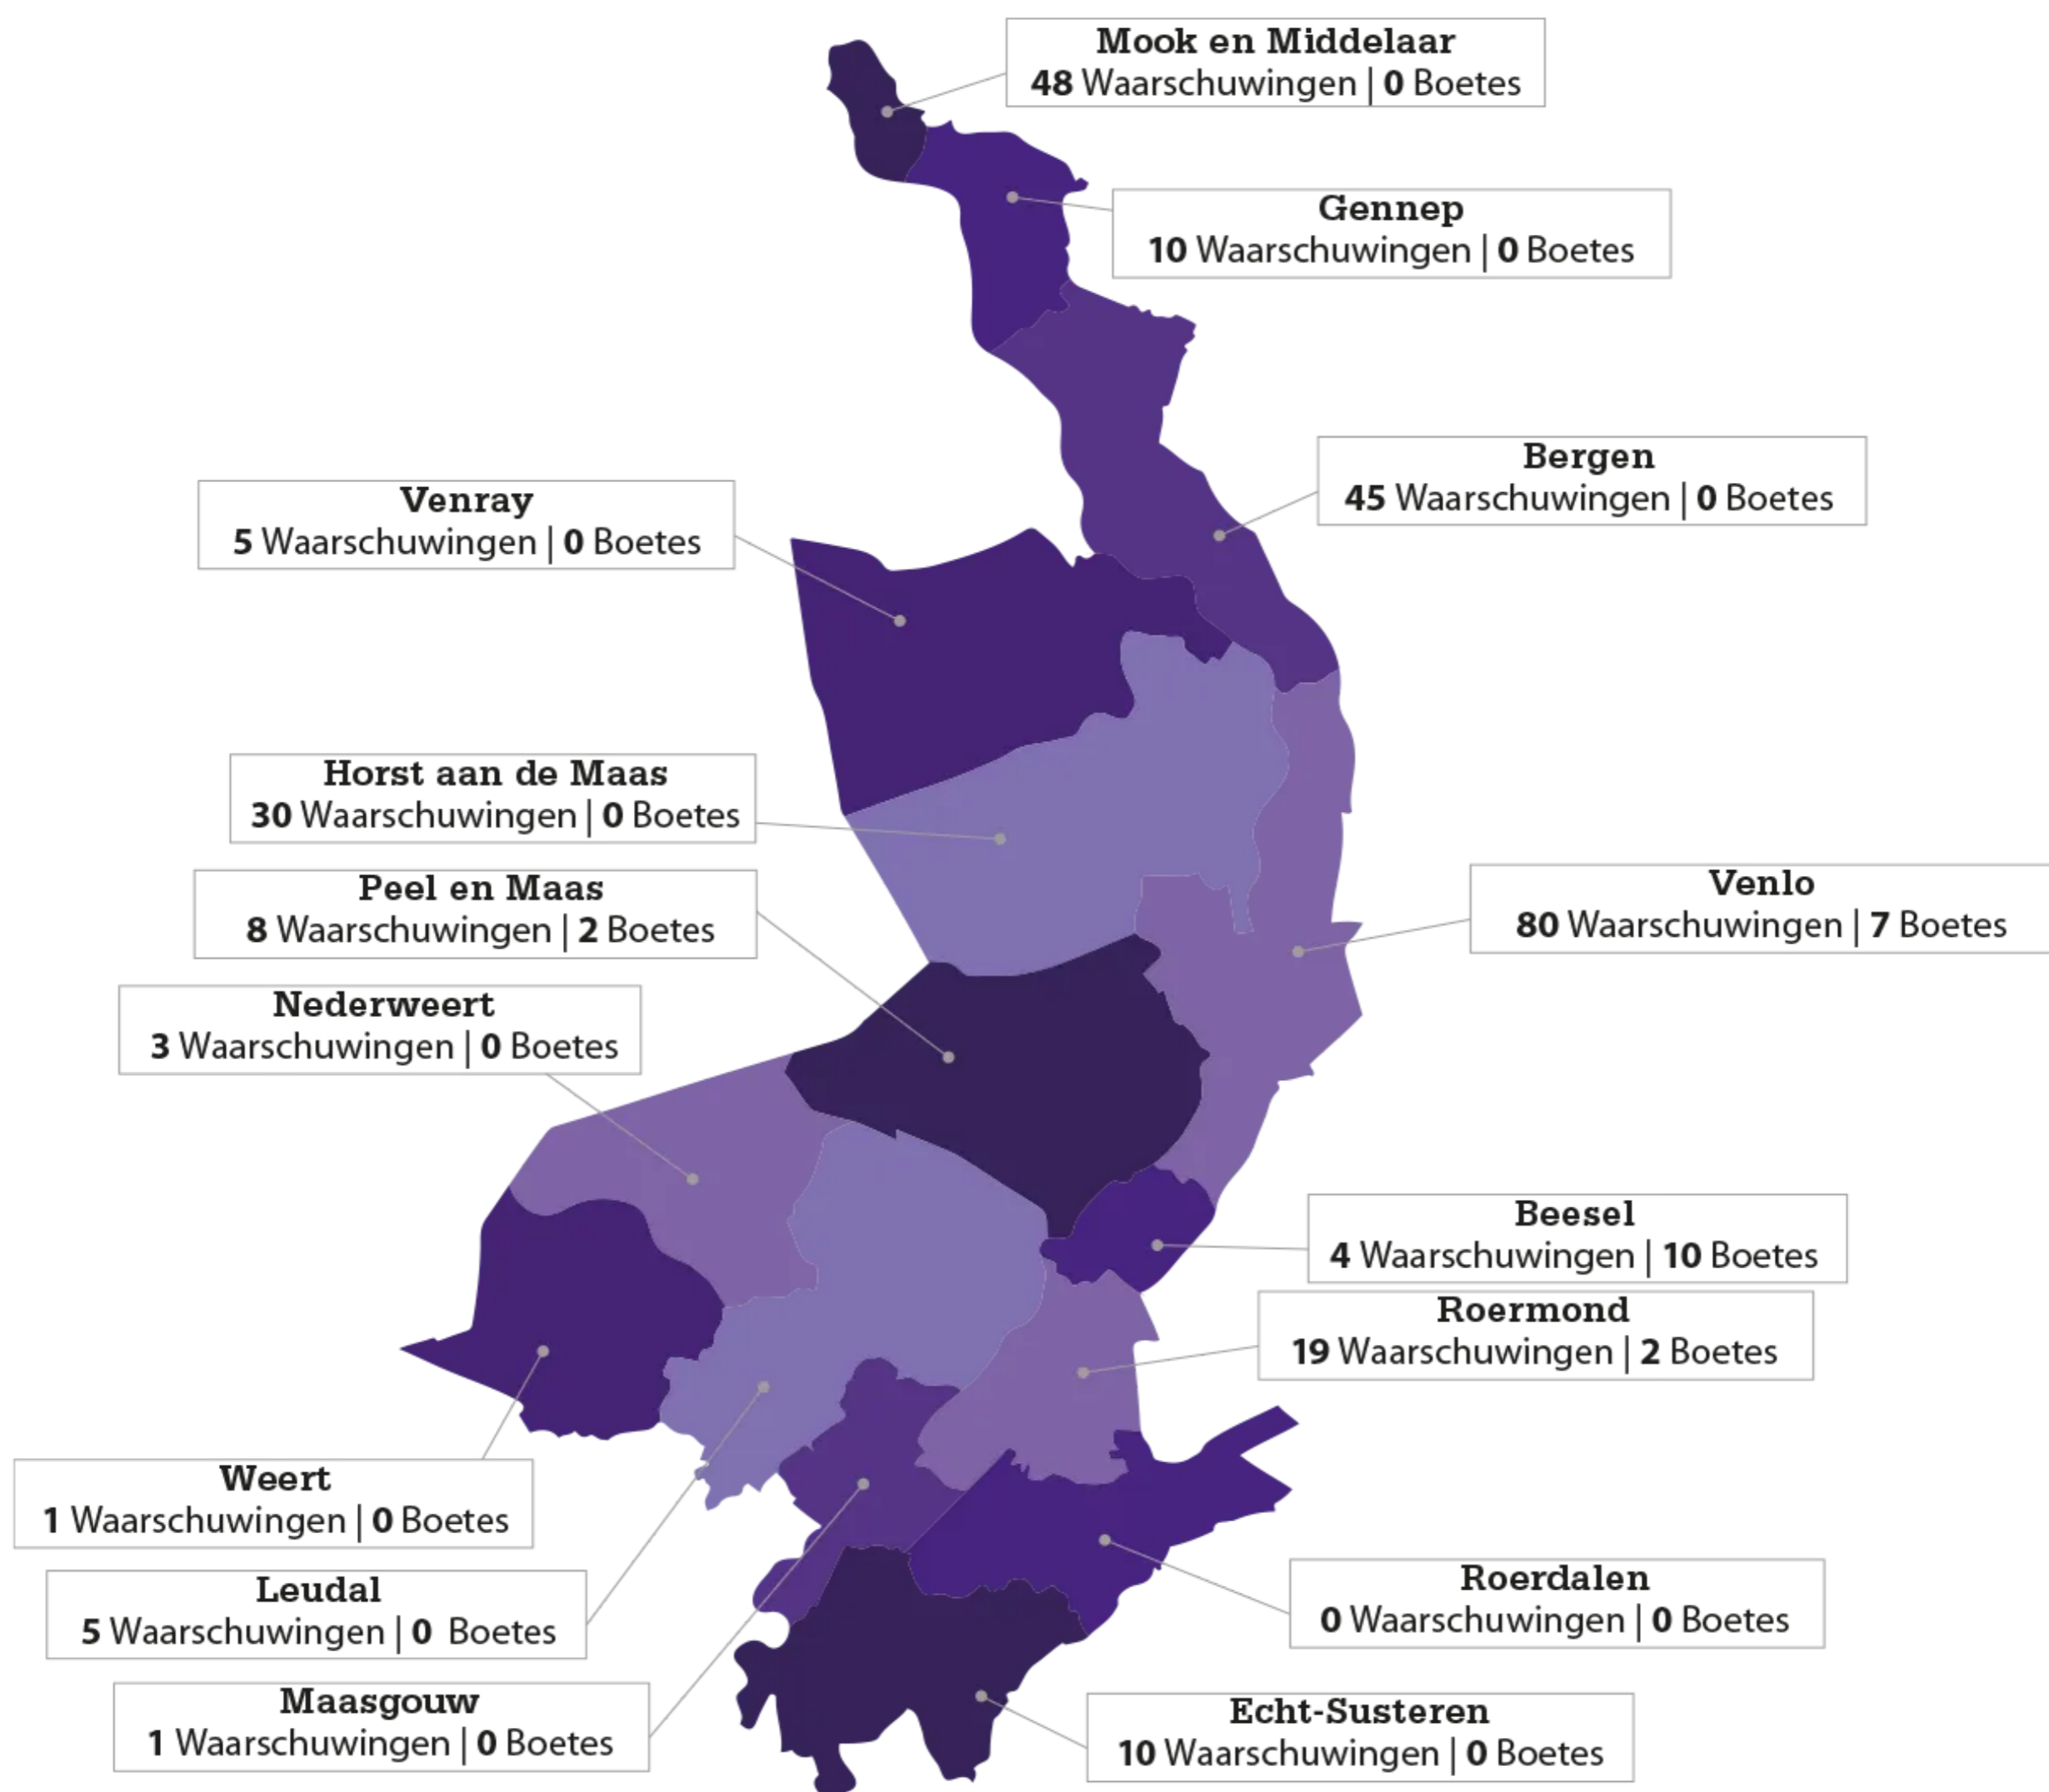 Mook en Middelaar
48 Waarschuwingen | 0 Boetes
Gennep
10 Waarschuwingen | 0 Boetes
Bergen
45 Waarschuwingen | 0 Boetes
Venray
5 Waarschuwingen | 0 Boetes
Horst aan de Maas
30 Waarschuwingen | 0 Boetes
Peel en Maas
8 Waarschuwingen | 2 Boetes
Venlo
80 Waarschuwingen | 7 Boetes
Nederweert
3 Waarschuwingen | 0 Boetes
Beesel
4 Waarschuwingen | 10 Boetes
Roermond
19 Waarschuwingen | 2 Boetes
Weert
1 Waarschuwingen | 0 Boetes
Leudal
5 Waarschuwingen | 0 Boetes
Roerdalen
0 Waarschuwingen | 0 Boetes
Maasgouw
1 Waarschuwingen | 0 Boetes
Echt-Susteren
10 Waarschuwingen | 0 Boetes